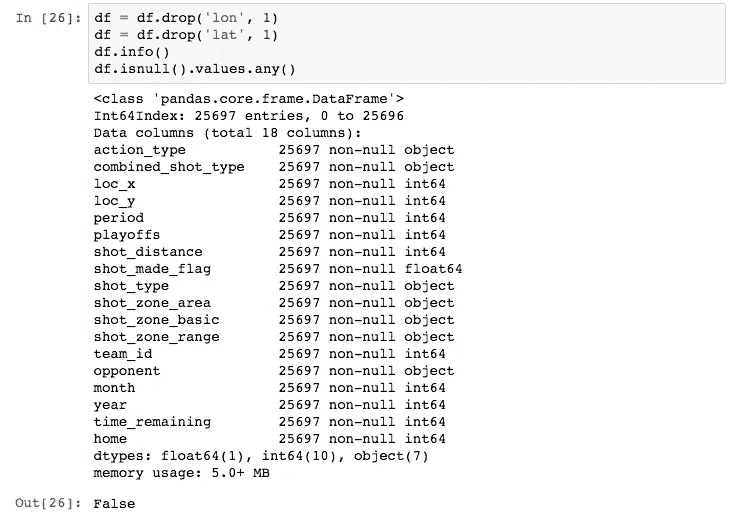 In [26]: df = df.drop('lon', 1)
df = df.drop('lat', 1)
df.info()
df.isnull().values.any()
<class 'pandas.core.frame.DataFrame'>
Int64Index: 25697 entries, 0 to 25696
Data columns (total 18 columns):
action_type 25697 non-null object
combined_shot_type 25697 non-null object
loc_x 25697 non-null int64
loc_y 25697 non-null int64
period 25697 non-null int64
playoffs 25697 non-null int64
shot_distance 25697 non-null int64
shot_made_flag 25697 non-null float64
shot_type 25697 non-null object
shot_zone_area 25697 non-null object
shot_zone_basic 25697 non-null object
shot_zone_range 25697 non-null object
team_id 25697 non-null int64
opponent 25697 non-null object
month 25697 non-null int64
year 25697 non-null int64
time_remaining 25697 non-null int64
home 25697 non-null int64
dtypes: float64(1), int64(10), object(7)
memory usage: 5.0+ MB
Out[26]: False